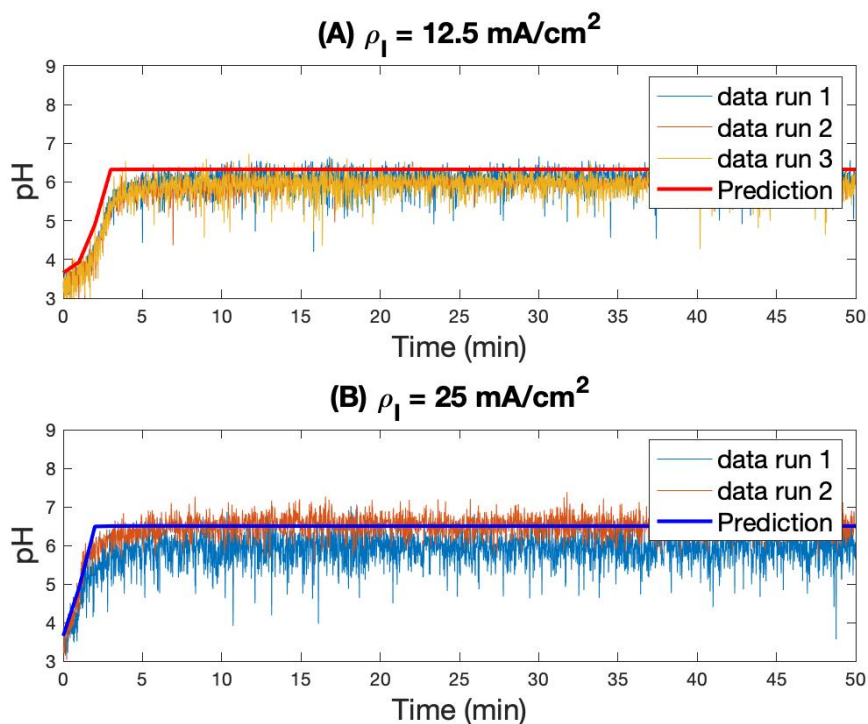 (A) ρI = 12.5 mA/cm2
9
8
7
6
5
4
3
pH
0 5 10 15 20 25 30 35 40 45 50
Time (min)
data run 1
data run 2
data run 3
Prediction
(B) ρI = 25 mA/cm2
9
8
7
6
5
4
3
pH
0 5 10 15 20 25 30 35 40 45 50
Time (min)
data run 1
data run 2
Prediction